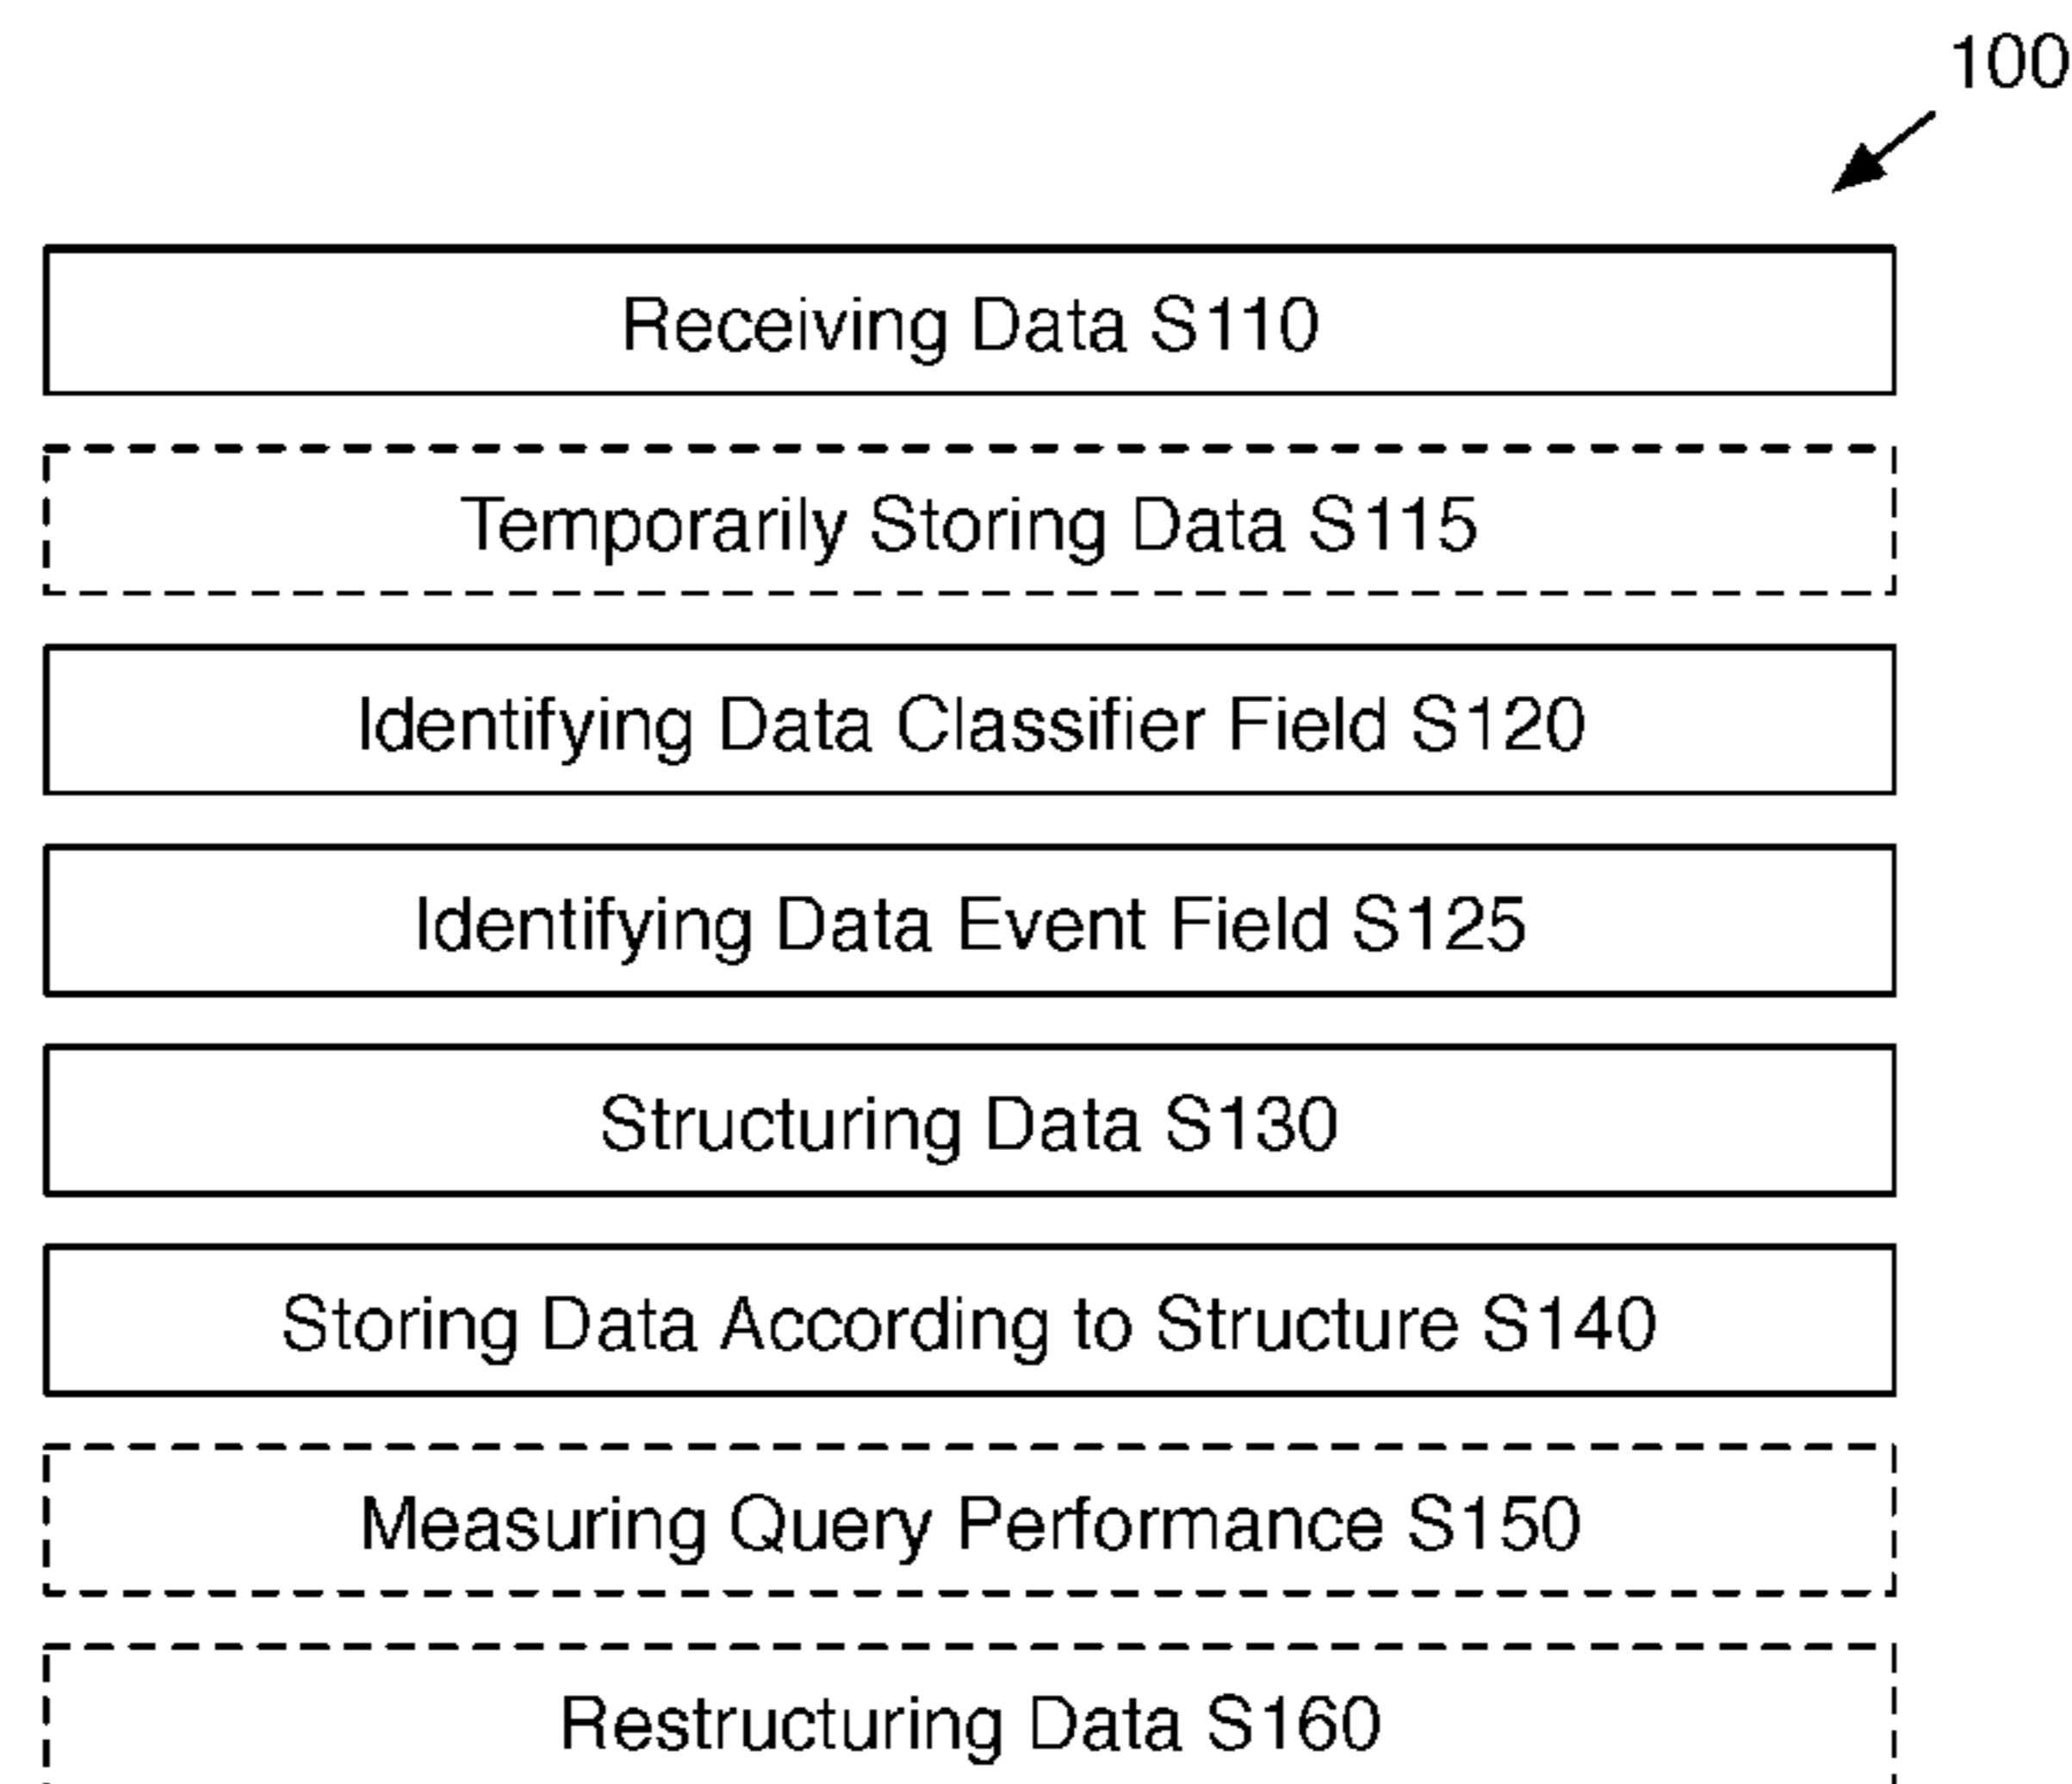 100
Receiving Data S110
Temporarily Storing Data S115
Identifying Data Classifier Field S120
Identifying Data Event Field S125
Structuring Data S130
Storing Data According to Structure S140
Measuring Query Performance S150
Restructuring Data S160